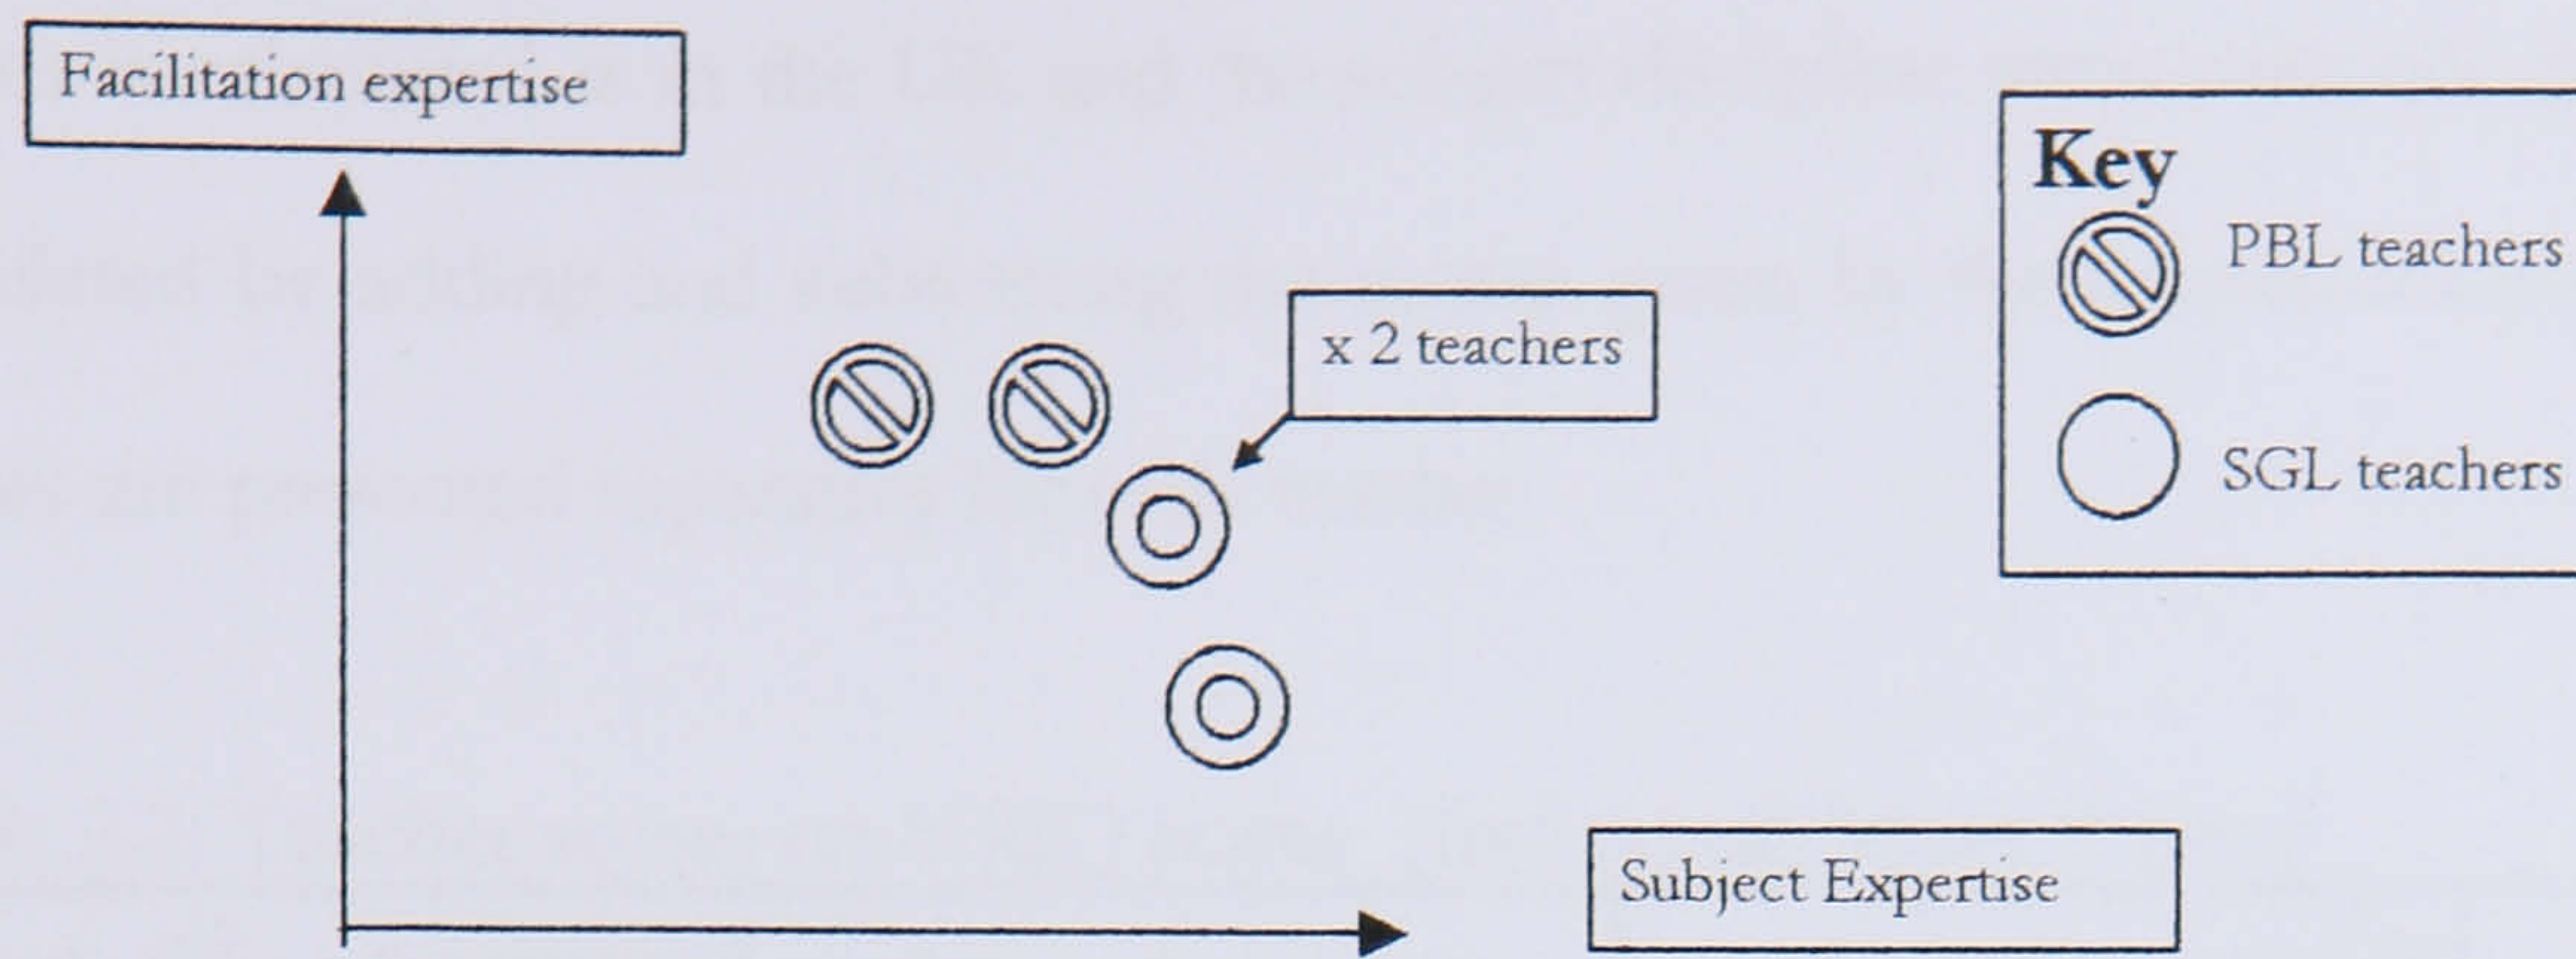 Facilitation expertise
Key
PBL teachers
x 2 teachers
SGL teachers
Subject Expertise